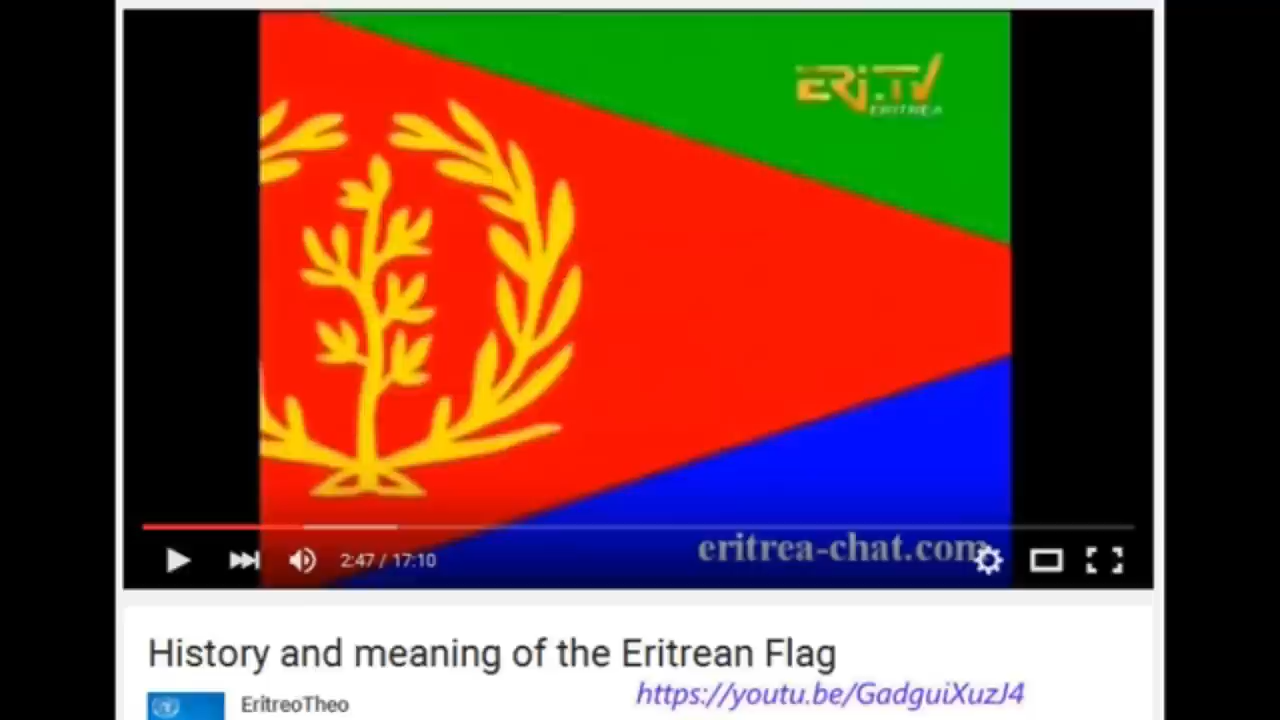 ERi.TV
ERITREA
eritrea-chat.com
2:47 / 17:10
History and meaning of the Eritrean Flag
https://youtu.be/GadguiXuzJ4
EritreoTheo